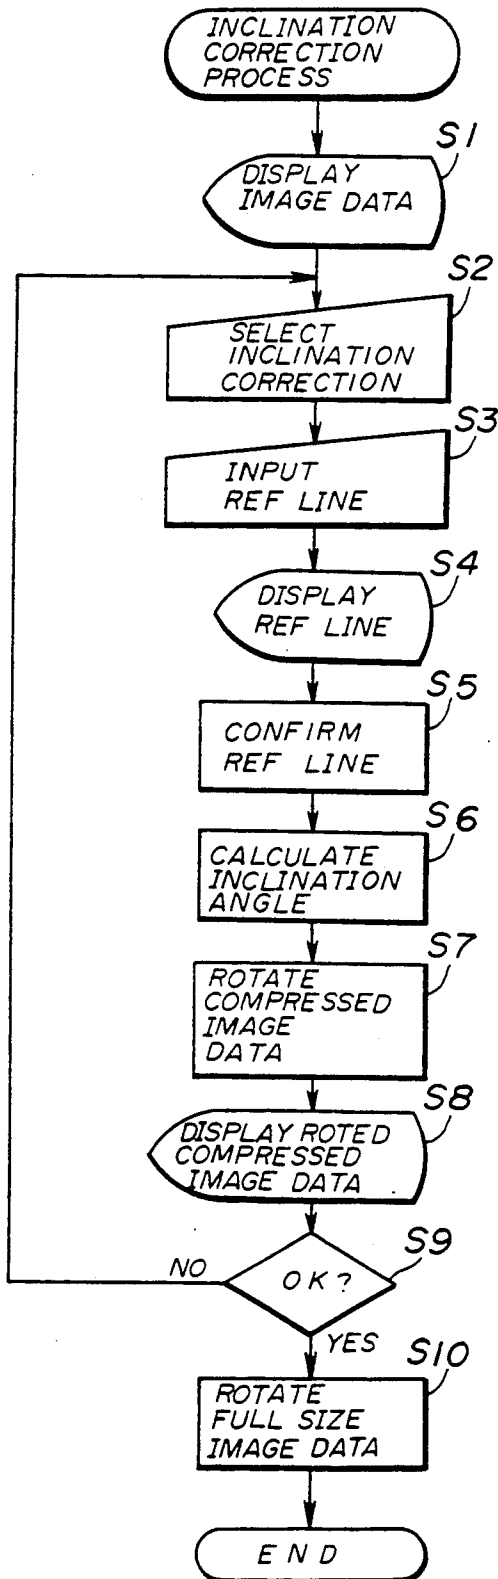 INCLINATION
CORRECTION
PROCESS
S1
DISPLAY
IMAGE DATA
S2
SELECT
INCLINATION
CORRECTION
S3
INPUT
REF LINE
S4
DISPLAY
REF LINE
S5
CONFIRM
REF LINE
S6
CALCULATE
INCLINATION
ANGLE
S7
ROTATE
COMPRESSED
IMAGE
DATA
S8
DISPLAY ROTED
COMPRESSED
IMAGE DATA
S9
OK?
NO
YES
S10
ROTATE
FULL SIZE
IMAGE DATA
END